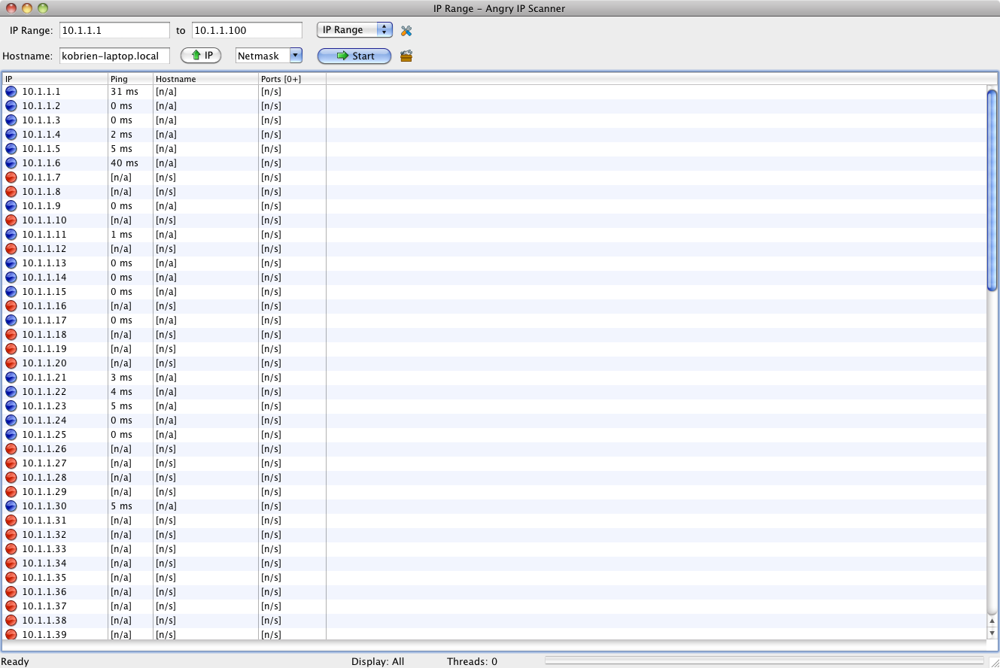 IP Range - Angry IP Scanner
IP Range: 10.1.1.1 to 10.1.1.100 IP Range
Hostname: kobrien-laptop.local IP Netmask Start
IP Ping Hostname Ports [0+]
10.1.1.1 31 ms [n/a] [n/s]
10.1.1.2 0 ms [n/a] [n/s]
10.1.1.3 0 ms [n/a] [n/s]
10.1.1.4 2 ms [n/a] [n/s]
10.1.1.5 5 ms [n/a] [n/s]
10.1.1.6 40 ms [n/a] [n/s]
10.1.1.7 [n/a] [n/s] [n/s]
10.1.1.8 [n/a] [n/s] [n/s]
10.1.1.9 0 ms [n/a] [n/s]
10.1.1.10 [n/a] [n/s] [n/s]
10.1.1.11 1 ms [n/a] [n/s]
10.1.1.12 [n/a] [n/s] [n/s]
10.1.1.13 0 ms [n/a] [n/s]
10.1.1.14 0 ms [n/a] [n/s]
10.1.1.15 0 ms [n/a] [n/s]
10.1.1.16 [n/a] [n/s] [n/s]
10.1.1.17 0 ms [n/a] [n/s]
10.1.1.18 [n/a] [n/s] [n/s]
10.1.1.19 [n/a] [n/s] [n/s]
10.1.1.20 [n/a] [n/s] [n/s]
10.1.1.21 3 ms [n/a] [n/s]
10.1.1.22 4 ms [n/a] [n/s]
10.1.1.23 5 ms [n/a] [n/s]
10.1.1.24 0 ms [n/a] [n/s]
10.1.1.25 0 ms [n/a] [n/s]
10.1.1.26 [n/a] [n/s] [n/s]
10.1.1.27 [n/a] [n/s] [n/s]
10.1.1.28 [n/a] [n/s] [n/s]
10.1.1.29 [n/a] [n/s] [n/s]
10.1.1.30 5 ms [n/a] [n/s]
10.1.1.31 [n/a] [n/s] [n/s]
10.1.1.32 [n/a] [n/s] [n/s]
10.1.1.33 [n/a] [n/s] [n/s]
10.1.1.34 [n/a] [n/s] [n/s]
10.1.1.35 [n/a] [n/s] [n/s]
10.1.1.36 [n/a] [n/s] [n/s]
10.1.1.37 [n/a] [n/s] [n/s]
10.1.1.38 [n/a] [n/s] [n/s]
10.1.1.39 [n/a] [n/s] [n/s]
Ready Display: All Threads: 0